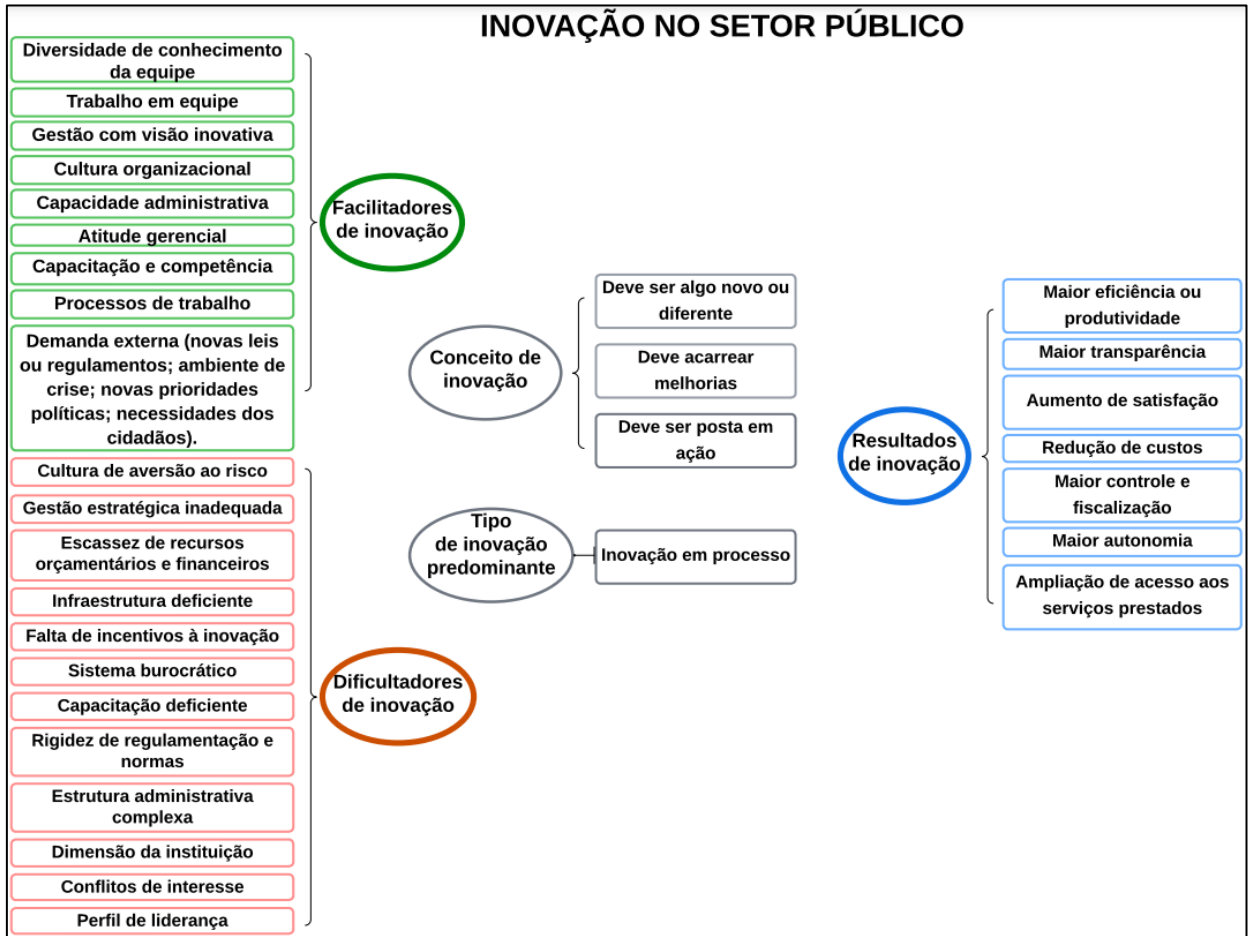 INOVAÇÃO NO SETOR PÚBLICO
Diversidade de conhecimento
da equipe
Trabalho em equipe
Gestão com visão inovativa
Cultura organizacional
Capacidade administrativa
Atitude gerencial
Capacitação e competência
Processos de trabalho
Demanda externa (novas leis
ou regulamentos; ambiente de
crise; novas prioridades
políticas; necessidades dos
cidadãos).
Facilitadores
de inovação
Cultura de aversão ao risco
Gestão estratégica inadequada
Escassez de recursos
orçamentários e financeiros
Infraestrutura deficiente
Falta de incentivos à inovação
Sistema burocrático
Capacitação deficiente
Rigidez de regulamentação e
normas
Estrutura administrativa
complexa
Dimensão da instituição
Conflitos de interesse
Perfil de liderança
Dificultadores
de inovação
Conceito de
inovação
Deve ser algo novo ou
diferente
Deve acarrear
melhorias
Deve ser posta em
ação
Tipo
de inovação
predominante
Inovação em processo
Resultados
de inovação
Maior eficiência ou
produtividade
Maior transparência
Aumento de satisfação
Redução de custos
Maior controle e
fiscalização
Maior autonomia
Ampliação de acesso aos
serviços prestados